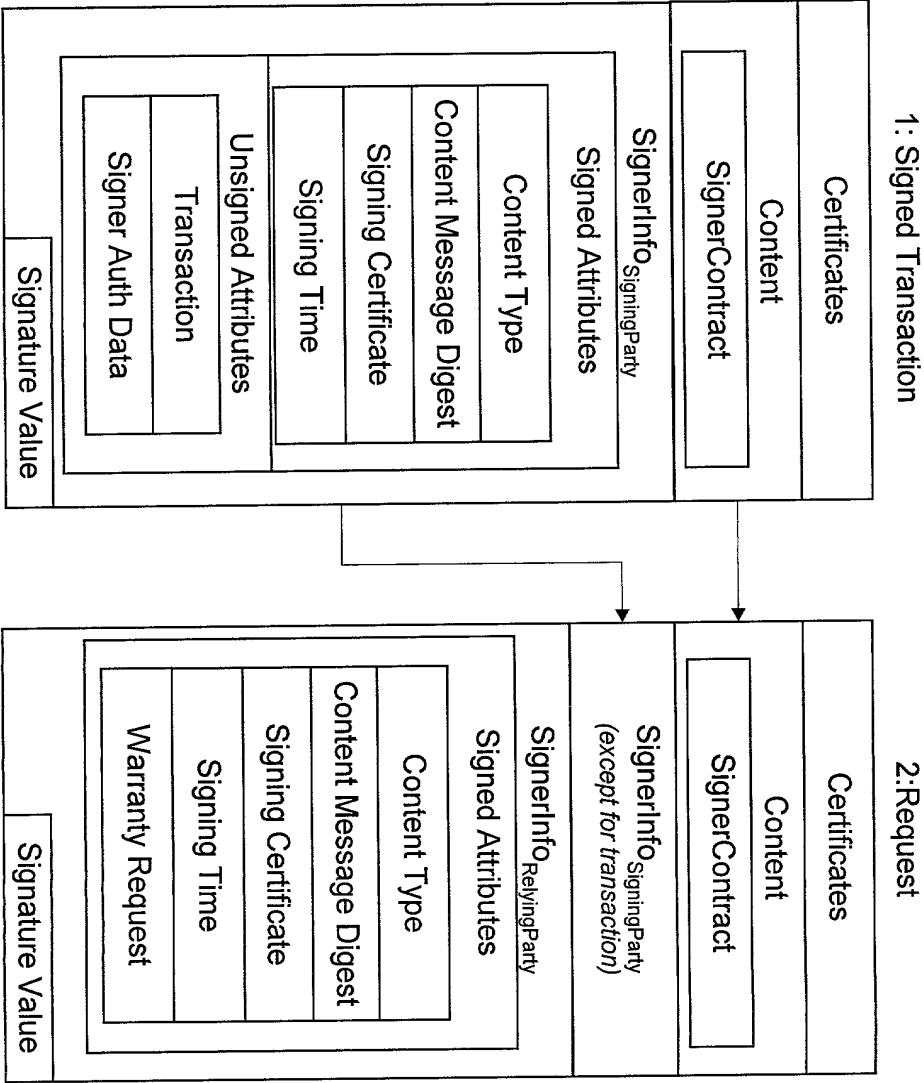 1: Signed Transaction
Certificates
Content
SignerContract
SignerInfoSigningParty
Signed Attributes
Content Type
Content Message Digest
Signing Certificate
Signing Time
Unsigned Attributes
Transaction
Signer Auth Data
Signature Value
2:Request
Certificates
Content
SignerContract
SignerInfoSigningParty
(except for transaction)
SignerInfoRelyingParty
Signed Attributes
Content Type
Content Message Digest
Signing Certificate
Signing Time
Warranty Request
Signature Value